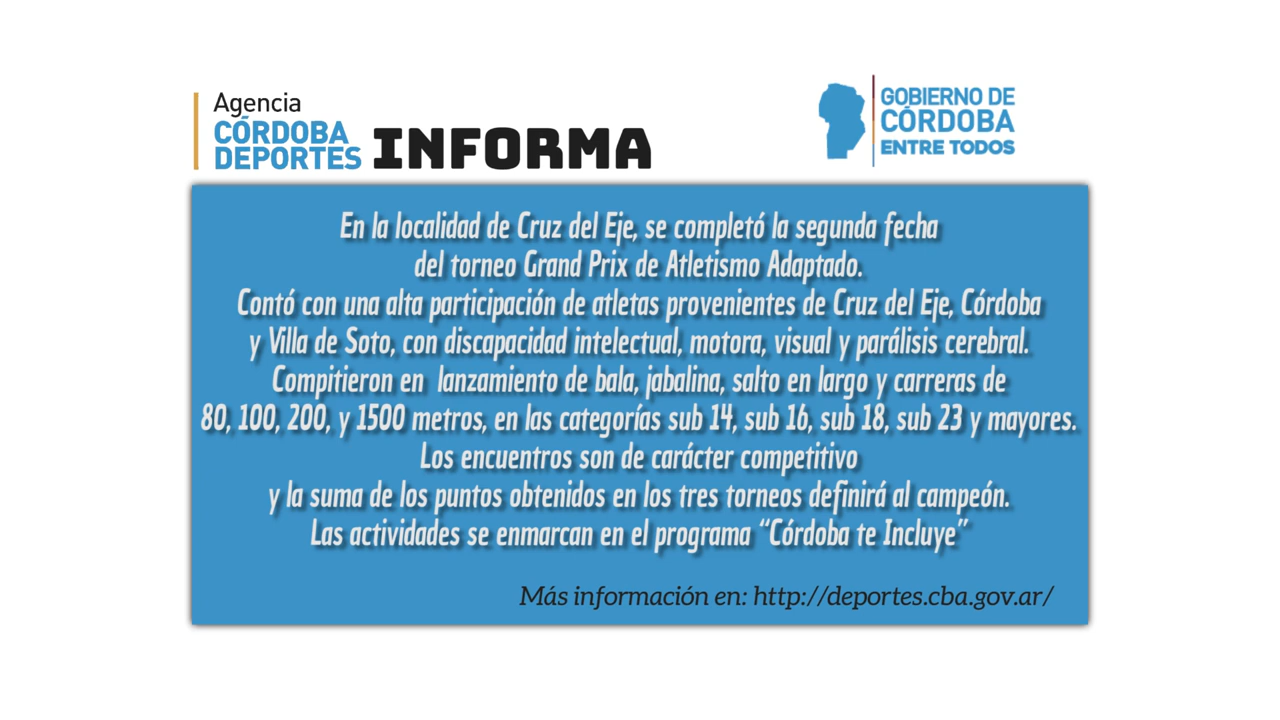 Agencia
CÓRDOBA
DEPORTES
INFORMA
GOBIERNO DE
CÓRDOBA
ENTRE TODOS
En la localidad de Cruz del Eje, se completó la segunda fecha
del torneo Grand Prix de Atletismo Adaptado.
Contó con una alta participación de atletas provenientes de Cruz del Eje, Córdoba
y Villa de Soto, con discapacidad intelectual, motora, visual y parálisis cerebral.
Compitieron en lanzamiento de bala, jabalina, salto en largo y carreras de
80, 100, 200, y 1500 metros, en las categorías sub 14, sub 16, sub 18, sub 23 y mayores.
Los encuentros son de carácter competitivo
y la suma de los puntos obtenidos en los tres torneos definirá al campeón.
Las actividades se enmarcan en el programa “Córdoba te Incluye”
Más información en: http://deportes.cba.gov.ar/